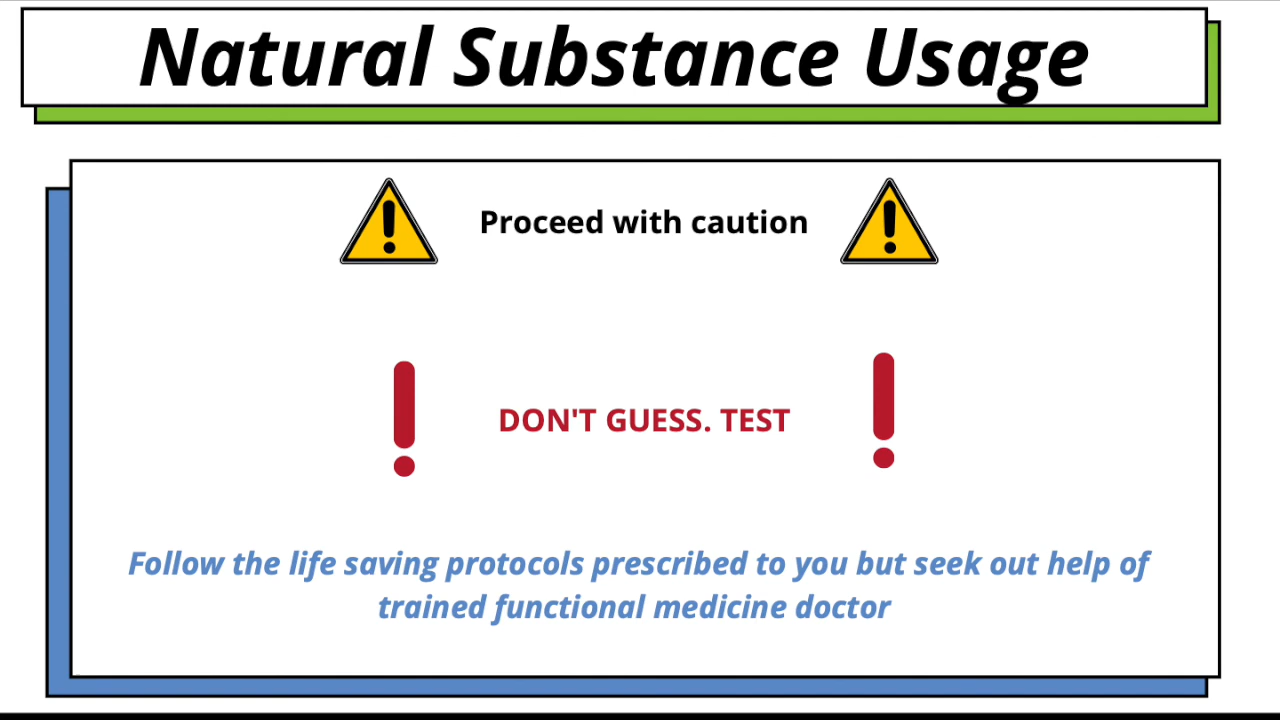 Natural Substance Usage
Proceed with caution
DON'T GUESS. TEST
Follow the life saving protocols prescribed to you but seek out help of
trained functional medicine doctor